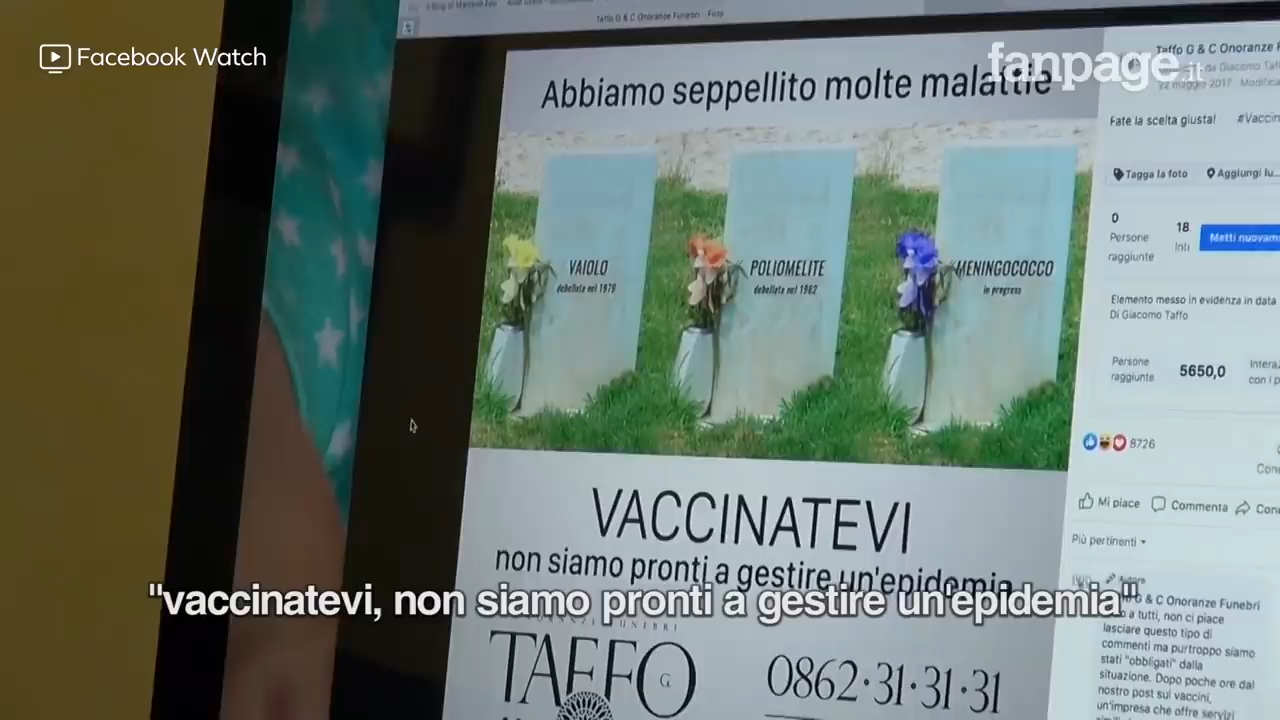 Facebook Watch
fanpage.it
Taffo G & C Onoranze Funebri - Foto
Abbiamo seppellito molte malattie
VAIOLO
debellato nel 1979
POLIOMELITE
debellata nel 1982
MENINGOCOCCO
in progress
VACCINATEVI
non siamo pronti a gestire un'epidemia
TAFFO
G
0862·31·31·31
"vaccinatevi, non siamo pronti a gestire un'epidemia"
Taffo G & C Onoranze
da Giacomo
22 maggio 2017
Fate la scelta giusta!
Tagga la foto
Aggiungi lu...
0
Persone
raggiunte
18
Metti
Elemento messo in evidenza in data
Di Giacomo Taffo
Persone
raggiunte
5650,0
con i
8726
Mi piace
Commenta
Più pertinenti
Autore
G & C Onoranze Funebri
a tutti, non ci piace
lasciare questo tipo di
commenti ma purtroppo siamo
stati "obbligati" dalla
situazione. Dopo poche ore dal
nostro post sui vaccini,
un'impresa che offre servizi